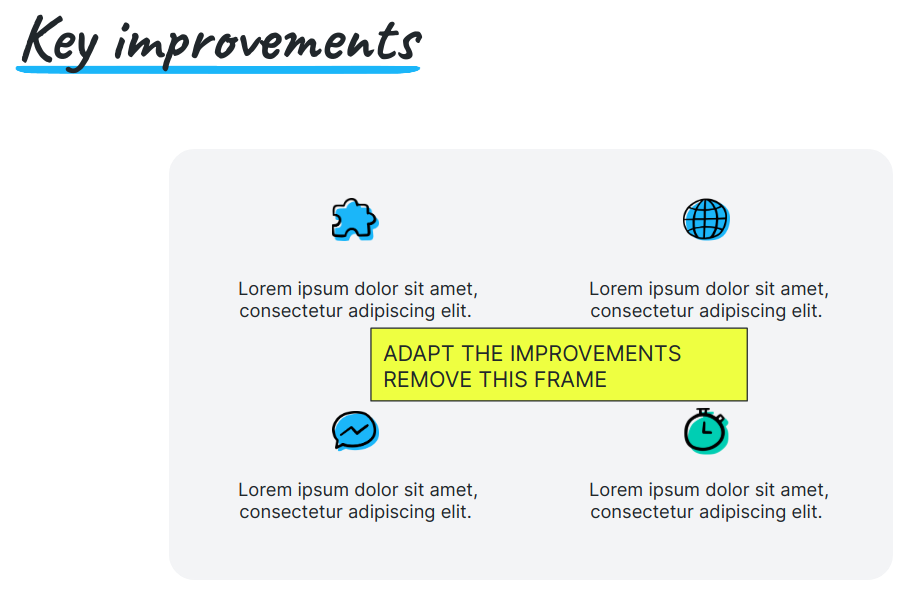 Key improvements
Lorem ipsum dolor sit amet,
consectetur adipiscing elit.
Lorem ipsum dolor sit amet,
consectetur adipiscing elit.
ADAPT THE IMPROVEMENTS
REMOVE THIS FRAME
Lorem ipsum dolor sit amet,
consectetur adipiscing elit.
Lorem ipsum dolor sit amet,
consectetur adipiscing elit.